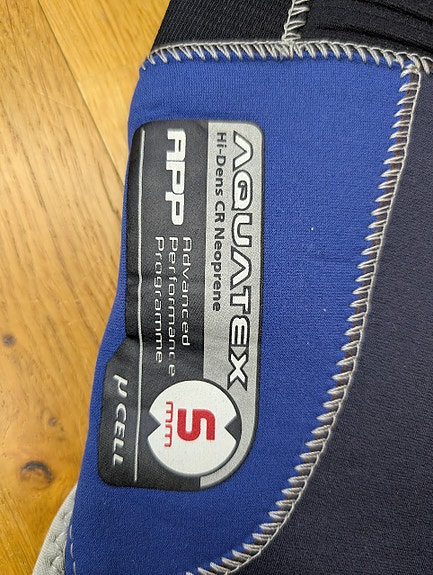 AQUATEX
Hi-Dens CR Neoprene
APP
Advanced
Performance
Programme
5
mm
μ CELL